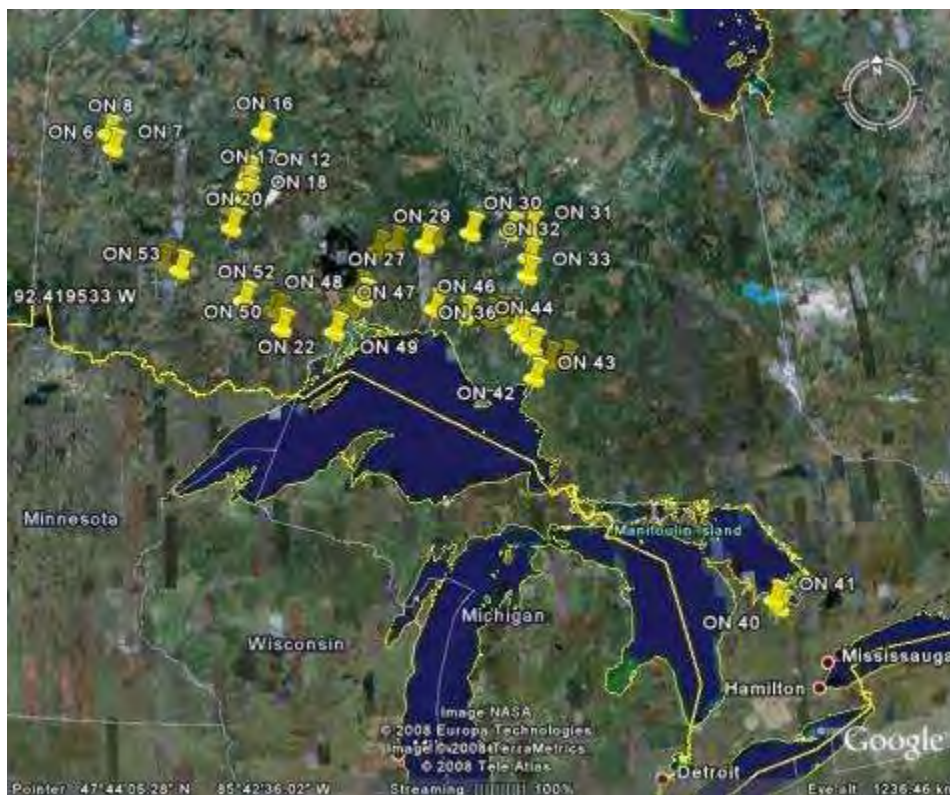 N
ON 8
ON 16
ON 6
ON 7
ON 17
ON 12
ON 18
ON 20
ON 30
ON 31
ON 29
ON 32
ON 53
ON 27
ON 33
ON 52
ON 48
ON 47
ON 46
92.419533 W
ON 50
ON 36
ON 44
ON 22
ON 49
ON 43
ON 42
Minnesota
Manitoulin Island
ON 41
Michigan
ON 40
Wisconsin
Mississauga
Hamilton
Image NASA
© 2008 Europa Technologies
Image © 2008 TerraMetrics
© 2008 Tele Atlas
Google
Detroit
Pointer 47°44'05.28" N 85°42'36.02" W Streaming 100% Eye alt 1236.46 k